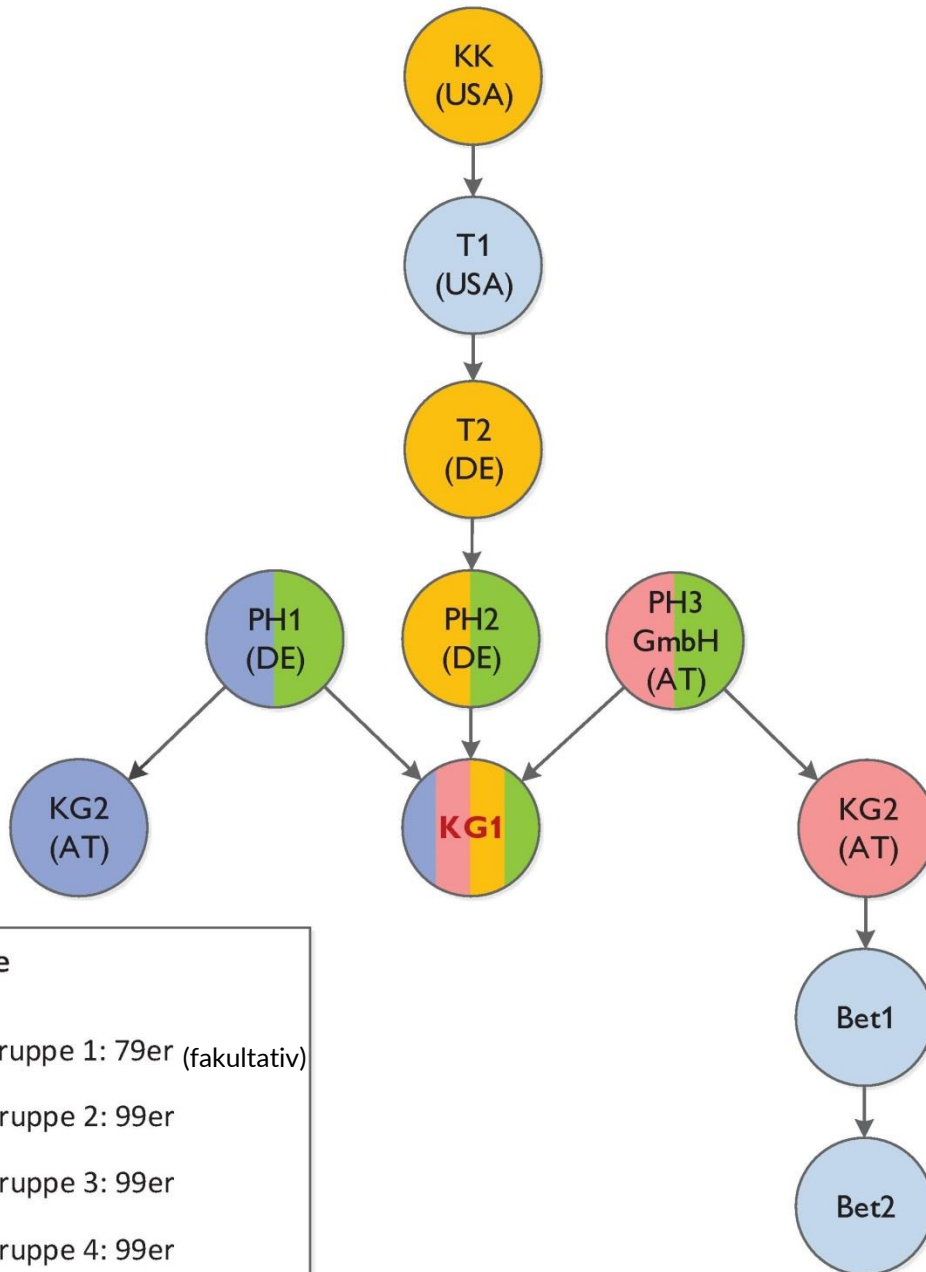 KK
(USA)
T1
(USA)
T2
(DE)
PH1
(DE)
PH2
(DE)
PH3
GmbH
(AT)
KG2
(AT)
KG1
KG2
(AT)
Bet1
Bet2
ruppe 1: 79er (fakultativ)
ruppe 2: 99er
ruppe 3: 99er
ruppe 4: 99er